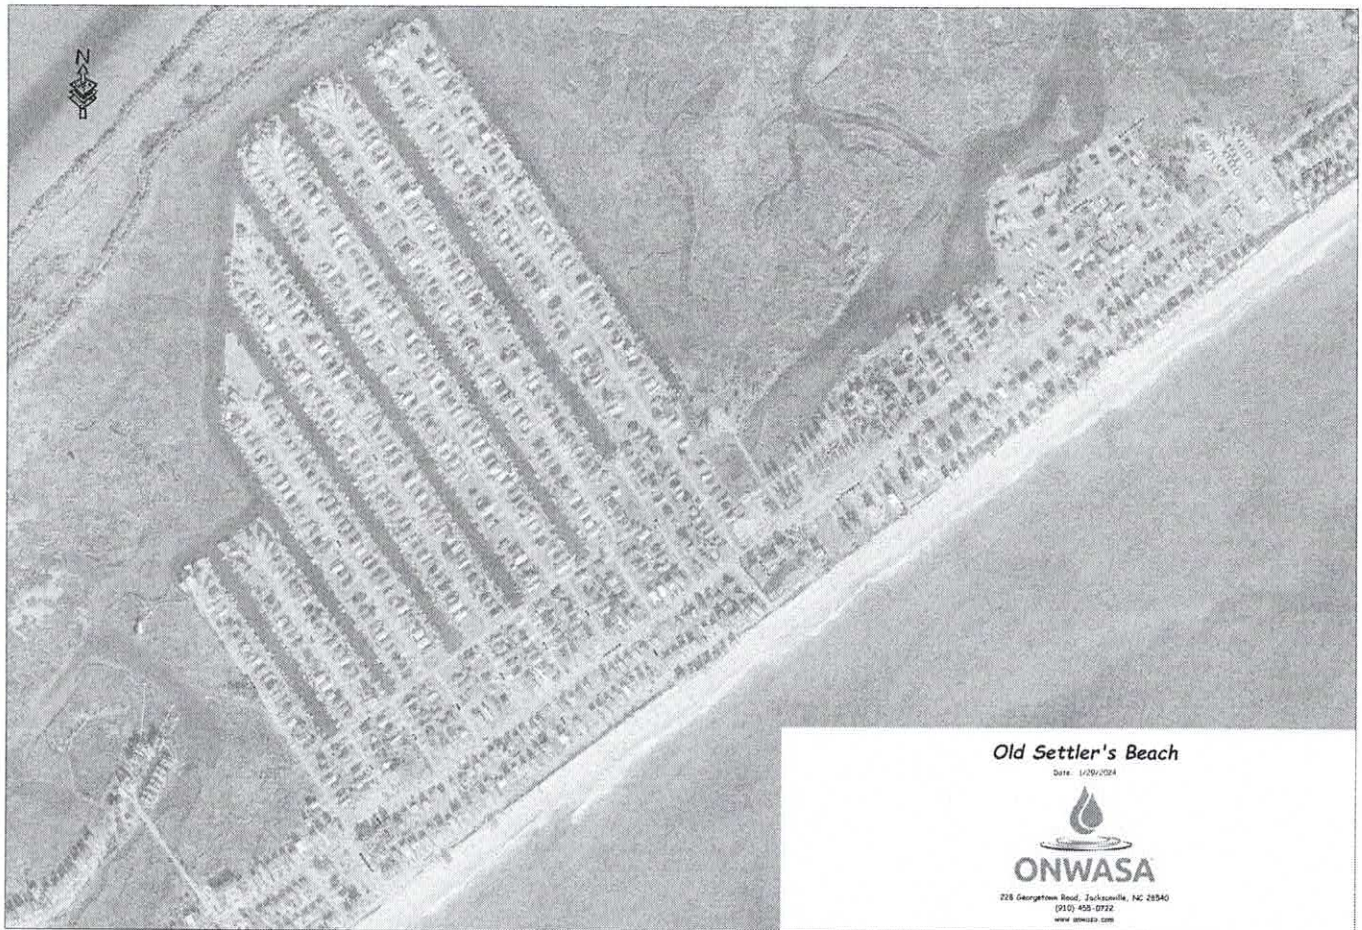 N
Old Settler's Beach
Date: 1/29/2024
ONWASA
228 Georgetown Road, Jacksonville, NC 28540
(910) 455-0722
www.onwasa.com